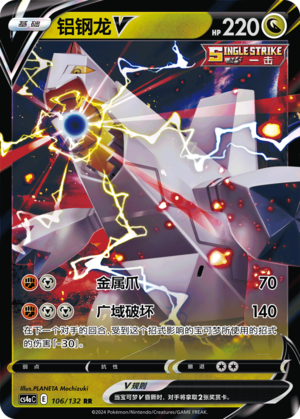 基础
铝钢龙V
HP 220
SINGLE STRIKE
一击
金属爪 70
广域破坏 140
在下一个对手的回合,受到这个招式影响的宝可梦所使用的招式
的伤害「-30」。
弱点 抗性 撤退
Illus. PLANETA Mochizuki
V规则
cs4aC E 106/132 RR
当宝可梦V昏厥时,对手将拿取2张奖赏卡。
©2024 Pokémon/Nintendo/Creatures/GAME FREAK.